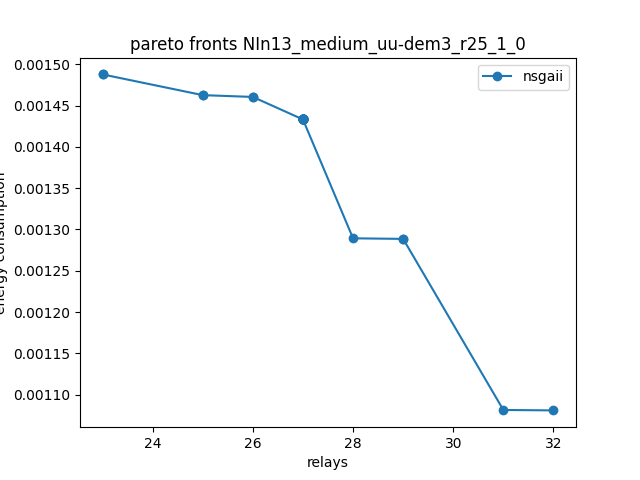 pareto fronts NIn13_medium_uu-dem3_r25_1_0
nsgaii
0.00150
0.00145
0.00140
0.00135
0.00130
0.00125
0.00120
0.00115
0.00110
energy consumption
24 26 28 30 32
relays